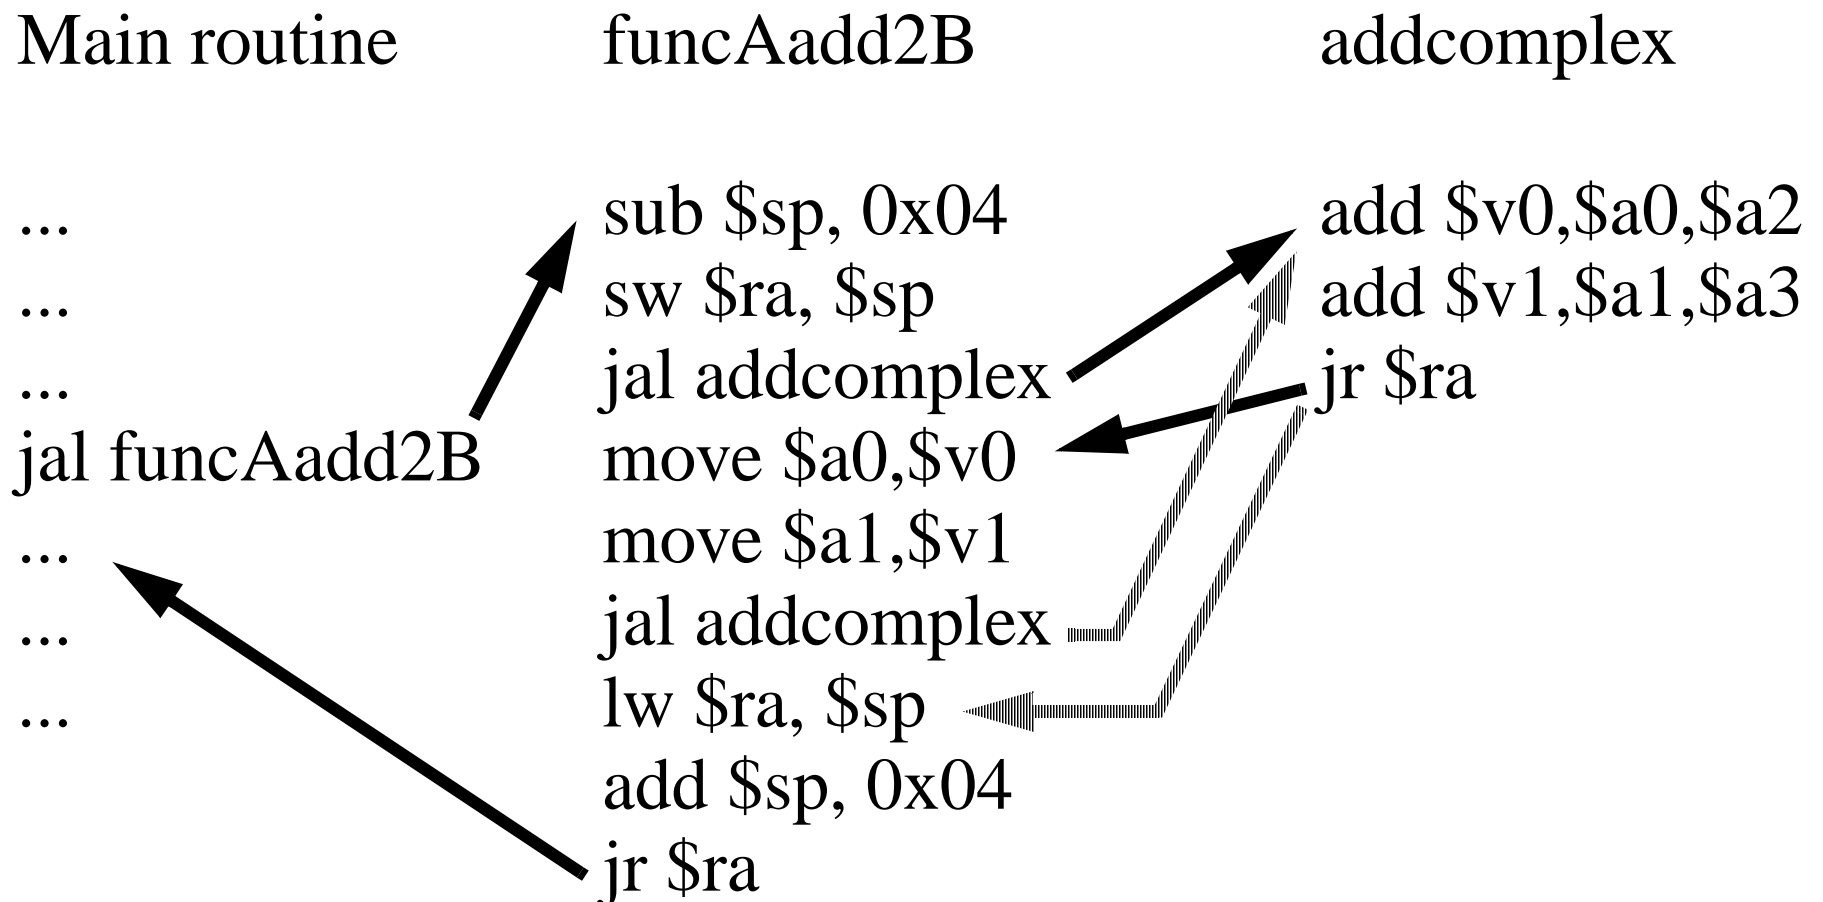 Main routine
...
...
...
jal funcAadd2B
...
...
...
funcAadd2B
sub $sp, 0x04
sw $ra, $sp
jal addcomplex
move $a0,$v0
move $a1,$v1
jal addcomplex
lw $ra, $sp
add $sp, 0x04
jr $ra
addcomplex
add $v0,$a0,$a2
add $v1,$a1,$a3
jr $ra